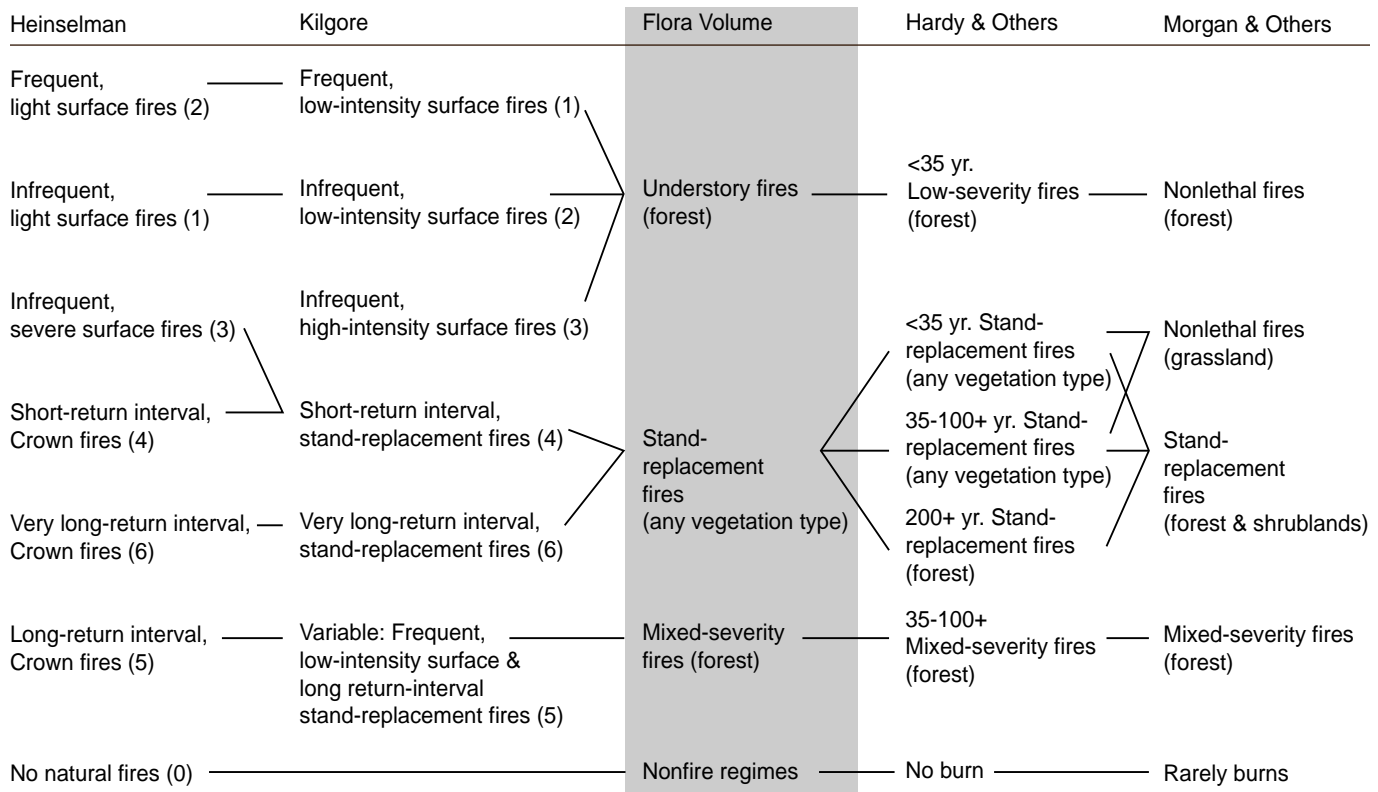 Heinselman
Kilgore
Flora Volume
Hardy & Others
Morgan & Others
Frequent,
light surface fires (2)
Frequent,
low-intensity surface fires (1)
Infrequent,
light surface fires (1)
Infrequent,
low-intensity surface fires (2)
Understory fires
(forest)
<35 yr.
Low-severity fires
(forest)
Nonlethal fires
(forest)
Infrequent,
severe surface fires (3)
Infrequent,
high-intensity surface fires (3)
<35 yr. Stand-
replacement fires
(any vegetation type)
Nonlethal fires
(grassland)
Short-return interval,
Crown fires (4)
Short-return interval,
stand-replacement fires (4)
Stand-
replacement
fires
(any vegetation type)
35-100+ yr. Stand-
replacement fires
(any vegetation type)
Stand-
replacement
fires
(forest & shrublands)
Very long-return interval,
Crown fires (6)
Very long-return interval,
stand-replacement fires (6)
200+ yr. Stand-
replacement fires
(forest)
Long-return interval,
Crown fires (5)
Variable: Frequent,
low-intensity surface &
long return-interval
stand-replacement fires (5)
Mixed-severity
fires (forest)
35-100+
Mixed-severity fires
(forest)
Mixed-severity fires
(forest)
No natural fires (0)
Nonfire regimes
No burn
Rarely burns